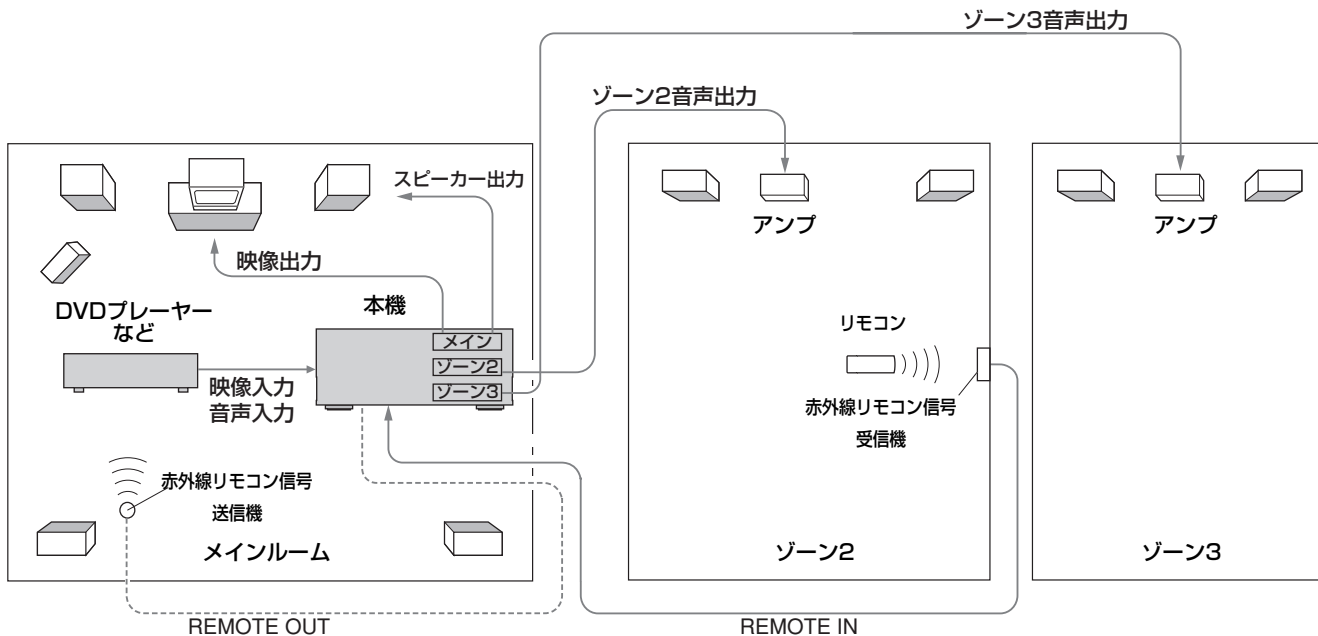 ゾーン3音声出力
ゾーン2音声出力
スピーカー出力
映像出力
DVDプレーヤー
など
本機
メイン
ゾーン2
ゾーン3
映像入力
音声入力
赤外線リモコン信号
送信機
メインルーム
REMOTE OUT
アンプ
リモコン
赤外線リモコン信号
受信機
ゾーン2
REMOTE IN
アンプ
ゾーン3